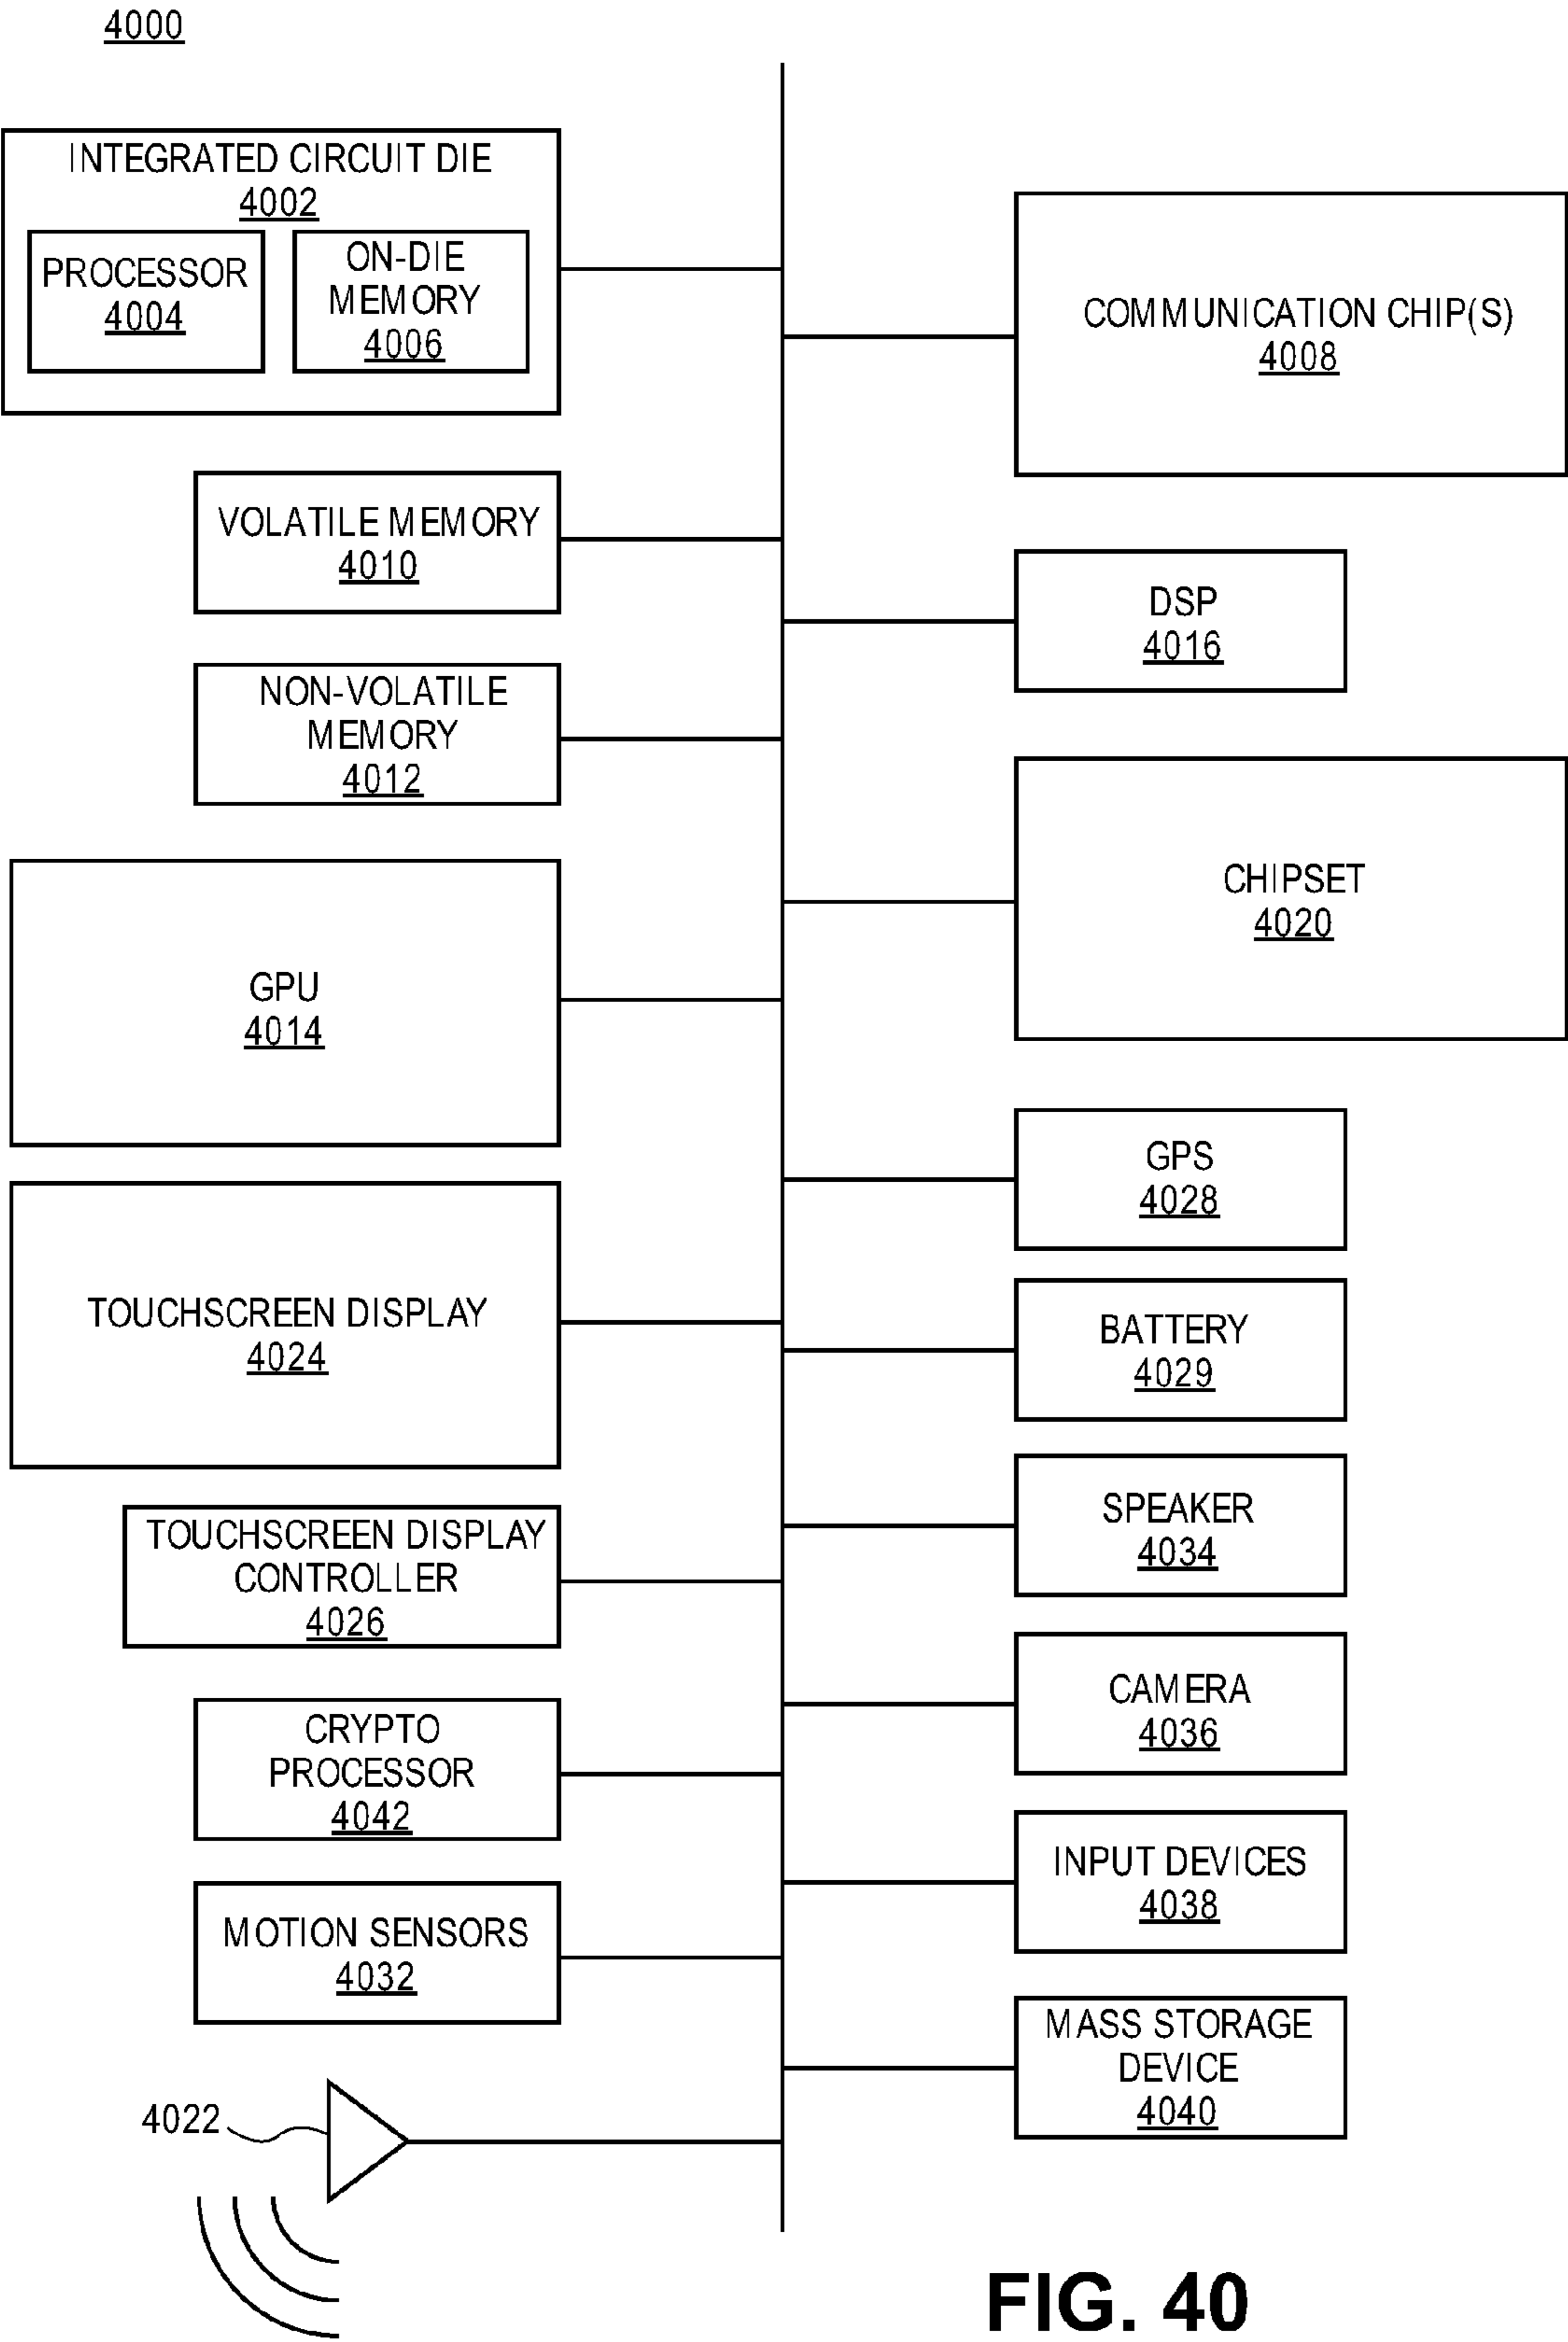 4000
INTEGRATED CIRCUIT DIE
4002
PROCESSOR
4004
ON-DIE
MEMORY
4006
COMMUNICATION CHIP(S)
4008
VOLATILE MEMORY
4010
DSP
4016
NON-VOLATILE
MEMORY
4012
CHIPSET
4020
GPU
4014
GPS
4028
TOUCHSCREEN DISPLAY
4024
BATTERY
4029
SPEAKER
4034
TOUCHSCREEN DISPLAY
CONTROLLER
4026
CAMERA
4036
CRYPTO
PROCESSOR
4042
INPUT DEVICES
4038
MOTION SENSORS
4032
MASS STORAGE
DEVICE
4040
4022
FIG. 40